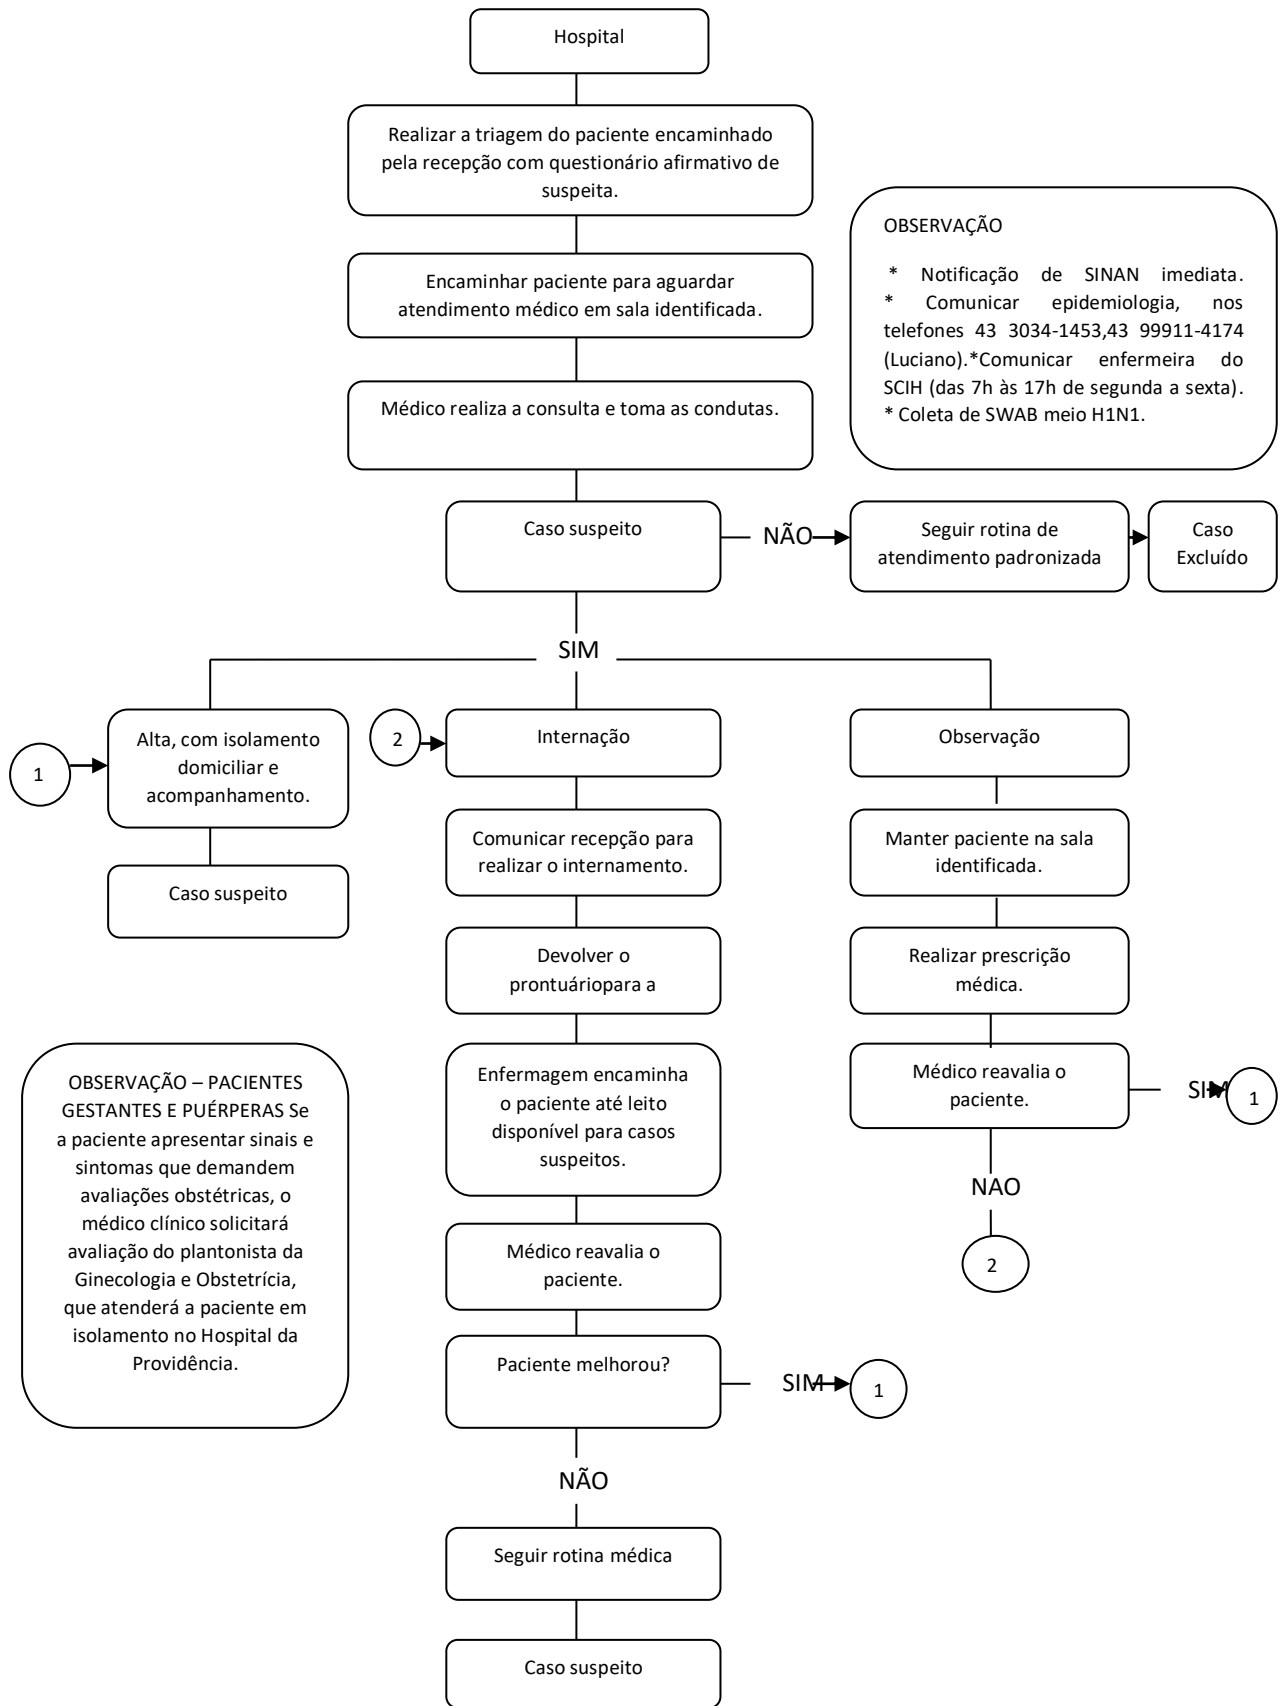 Hospital
Realizar a triagem do paciente encaminhado
pela recepção com questionário afirmativo de
suspeita.
OBSERVAÇÃO
* Notificação de SINAN imediata.
* Comunicar epidemiologia, nos
telefones 43 3034-1453,43 99911-4174
(Luciano).*Comunicar enfermeira do
SCIH (das 7h às 17h de segunda a sexta).
* Coleta de SWAB meio H1N1.
Encaminhar paciente para aguardar
atendimento médico em sala identificada.
Médico realiza a consulta e toma as condutas.
Caso suspeito
NÃO
Seguir rotina de
atendimento padronizada
Caso
Excluído
SIM
1
Alta, com isolamento
domiciliar e
acompanhamento.
Caso suspeito
2
Internação
Comunicar recepção para
realizar o internamento.
Devolver o
prontuáriopara a
Enfermagem encaminha
o paciente até leito
disponível para casos
suspeitos.
Médico reavalia o
paciente.
Paciente melhorou?
SIM
1
NÃO
Seguir rotina médica
Caso suspeito
Observação
Manter paciente na sala
identificada.
Realizar prescrição
médica.
Médico reavalia o
paciente.
SIM
1
NAO
2
OBSERVAÇÃO – PACIENTES
GESTANTES E PUÉRPERAS Se
a paciente apresentar sinais e
sintomas que demandem
avaliações obstétricas, o
médico clínico solicitará
avaliação do plantonista da
Ginecologia e Obstetrícia,
que atenderá a paciente em
isolamento no Hospital da
Providência.